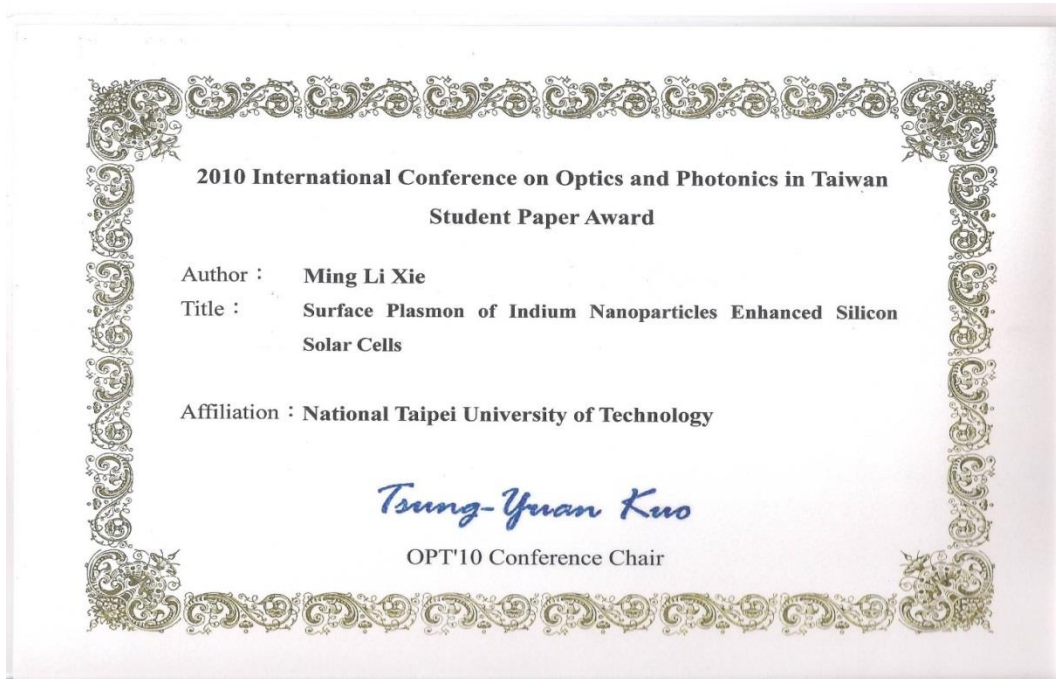 2010 International Conference on Optics and Photonics in Taiwan
Student Paper Award
Author： Ming Li Xie
Title： Surface Plasmon of Indium Nanoparticles Enhanced Silicon
Solar Cells
Affiliation：National Taipei University of Technology
Tsung-Yuan Kuo
OPT'10 Conference Chair